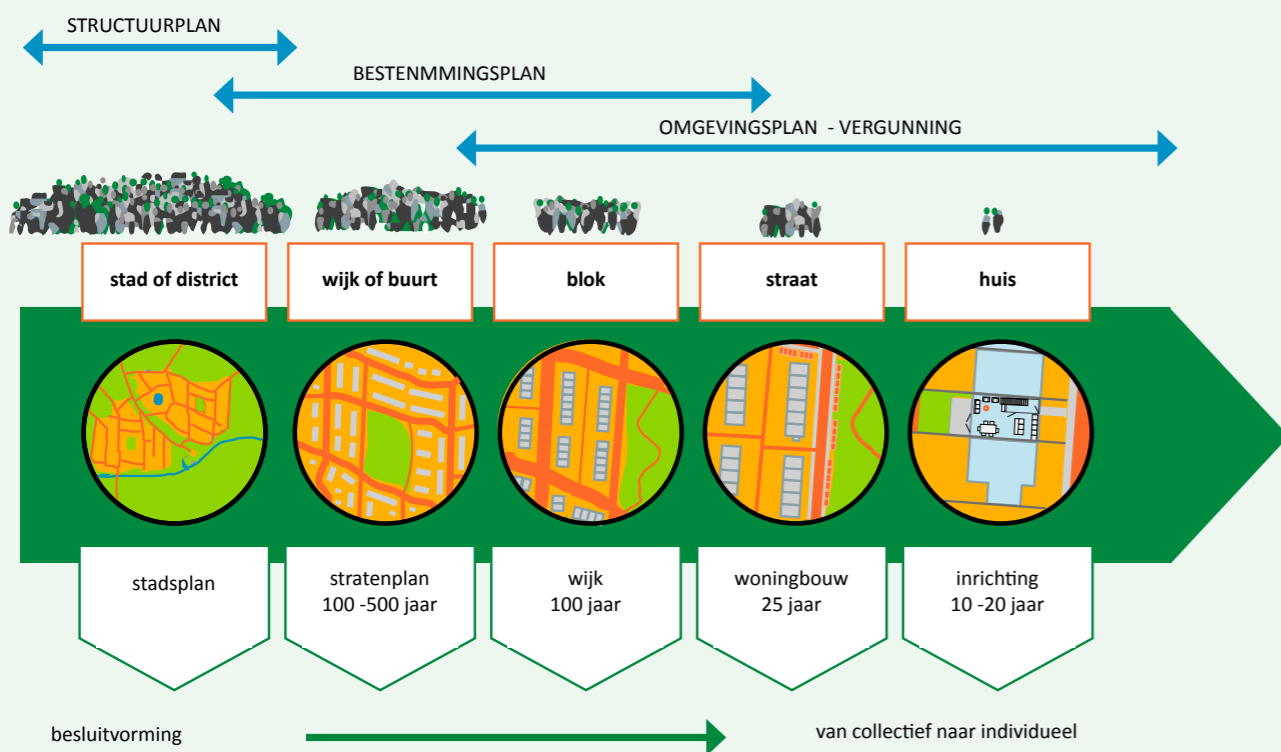 STRUCTUURPLAN
BESTENMMINGSPLAN
OMGEVINGSPLAN - VERGUNNING
stad of district
wijk of buurt
blok
straat
huis
stadsplan
stratenplan
100 -500 jaar
wijk
100 jaar
woningbouw
25 jaar
inrichting
10 -20 jaar
besluitvorming
van collectief naar individueel